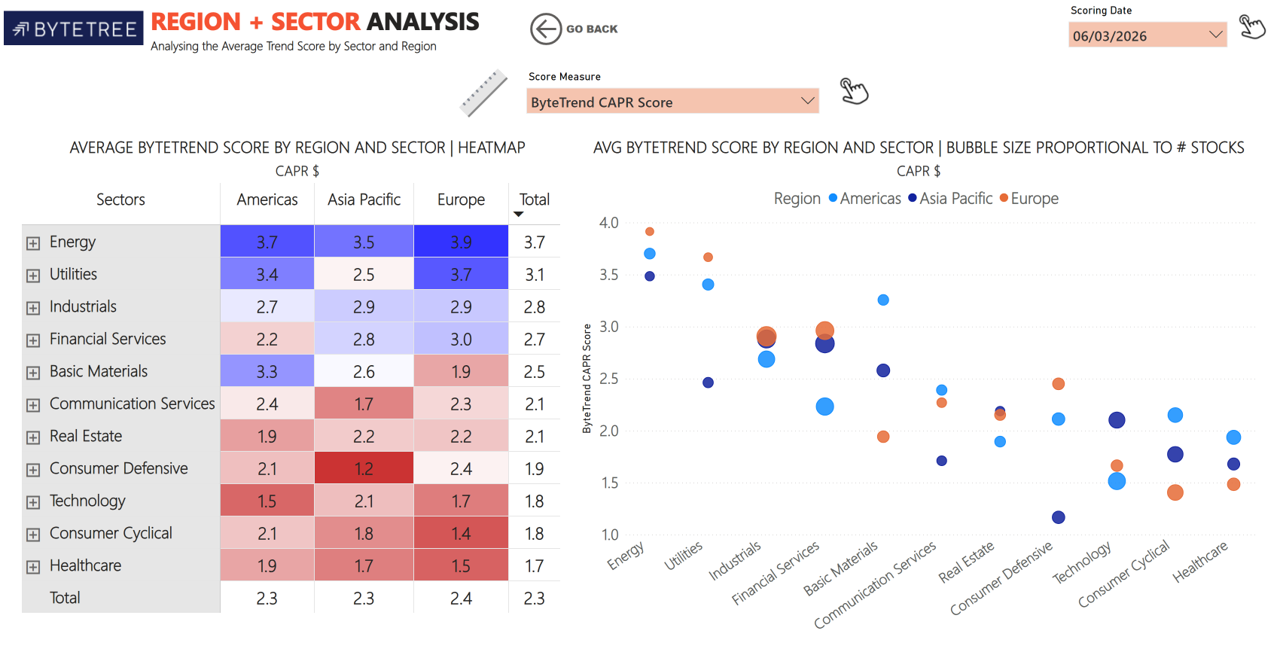 BYTETREE
REGION + SECTOR ANALYSIS
Analysing the Average Trend Score by Sector and Region
GO BACK
Scoring Date
06/03/2026
Score Measure
ByteTrend CAPR Score
AVERAGE BYTETREND SCORE BY REGION AND SECTOR | HEATMAP
CAPR $
Sectors Americas Asia Pacific Europe Total
Energy 3.7 3.5 3.9 3.7
Utilities 3.4 2.5 3.7 3.1
Industrials 2.7 2.9 2.9 2.8
Financial Services 2.2 2.8 3.0 2.7
Basic Materials 3.3 2.6 1.9 2.5
Communication Services 2.4 1.7 2.3 2.1
Real Estate 1.9 2.2 2.2 2.1
Consumer Defensive 2.1 1.2 2.4 1.9
Technology 1.5 2.1 1.7 1.8
Consumer Cyclical 2.1 1.8 1.4 1.8
Healthcare 1.9 1.7 1.5 1.7
Total 2.3 2.3 2.4 2.3
AVG BYTETREND SCORE BY REGION AND SECTOR | BUBBLE SIZE PROPORTIONAL TO # STOCKS
CAPR $
Region Americas Asia Pacific Europe
ByteTrend CAPR Score
4.0
3.5
3.0
2.5
2.0
1.5
1.0
Energy
Utilities
Industrials
Financial Services
Basic Materials
Communication Services
Real Estate
Consumer Defensive
Technology
Consumer Cyclical
Healthcare